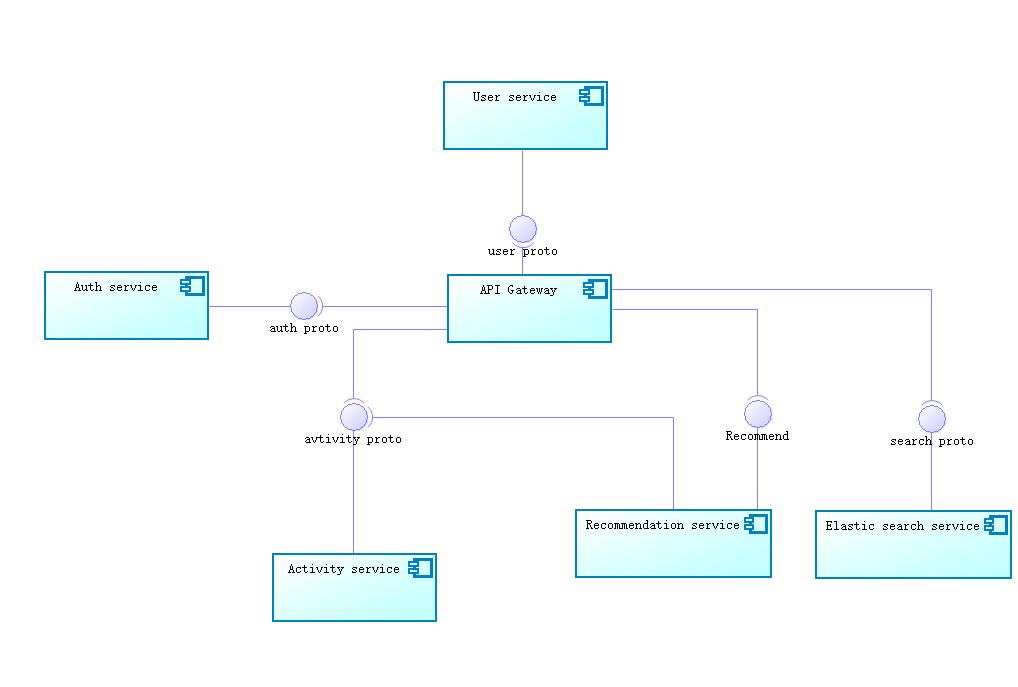 User service
user proto
Auth service
API Gateway
auth proto
avtivity proto
Recommend
search proto
Recommendation service
Elastic search service
Activity service